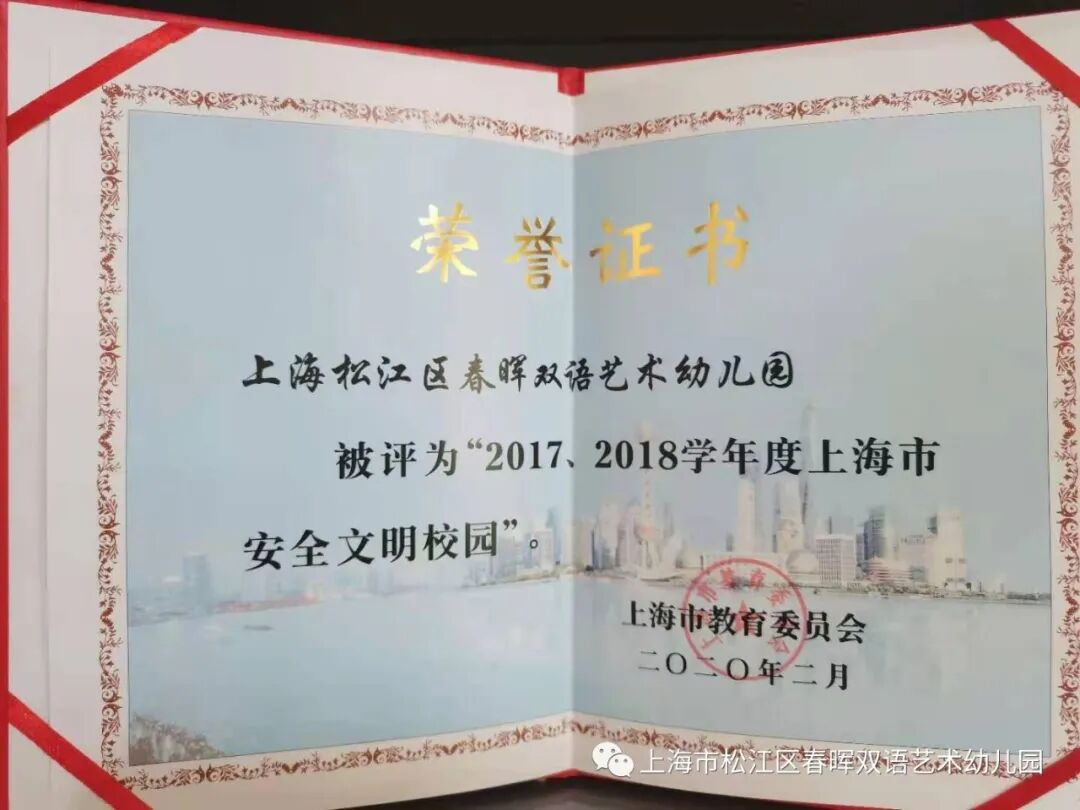 荣誉证书
上海松江区春晖双语艺术幼儿园
被评为“2017、2018学年度上海市
安全文明校园”。
上海市教育委员会
二〇二〇年二月
上海市松江区春晖双语艺术幼儿园